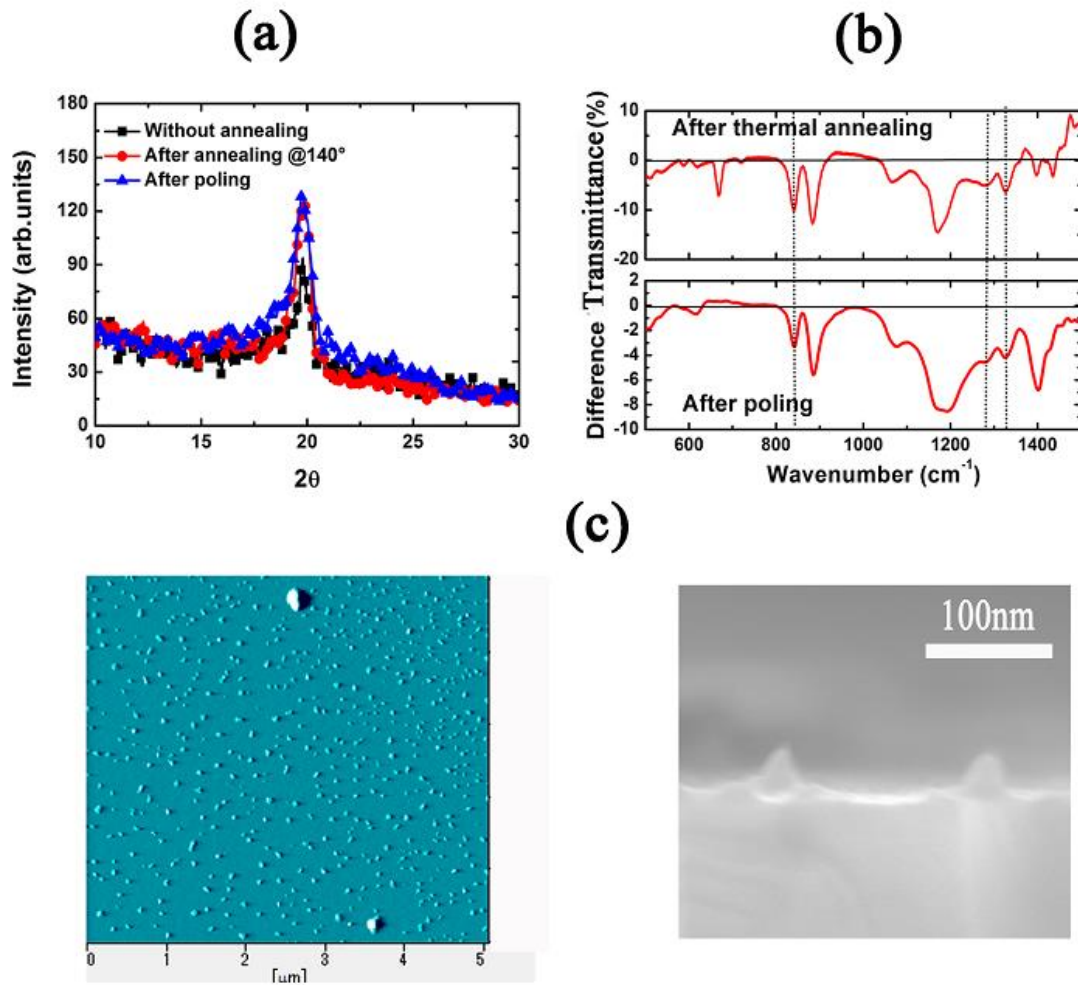 (a)
(b)
180
150
120
90
60
30
0
Intensity (arb.units)
Without annealing
After annealing @140°
After poling
10
15
20
25
30
2θ
10
0
-10
-20
After thermal annealing
2
0
-2
-4
-6
-8
-10
After poling
Difference Transmittance(%)
600
800
1000
1200
1400
Wavenumber (cm⁻¹)
(c)
100nm
0
1
2
3
4
5
[μm]